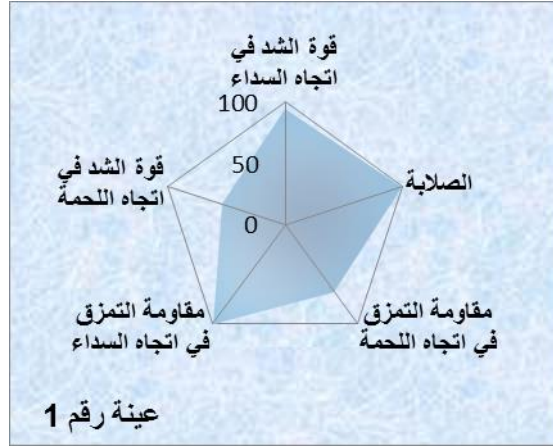 قوة الشد في
اتجاه السداء
100
50
0
الصلابة
قوة الشد في
اتجاه اللحمة
مقاومة التمزق
في اتجاه اللحمة
مقاومة التمزق
في اتجاه السداء
عينة رقم 1